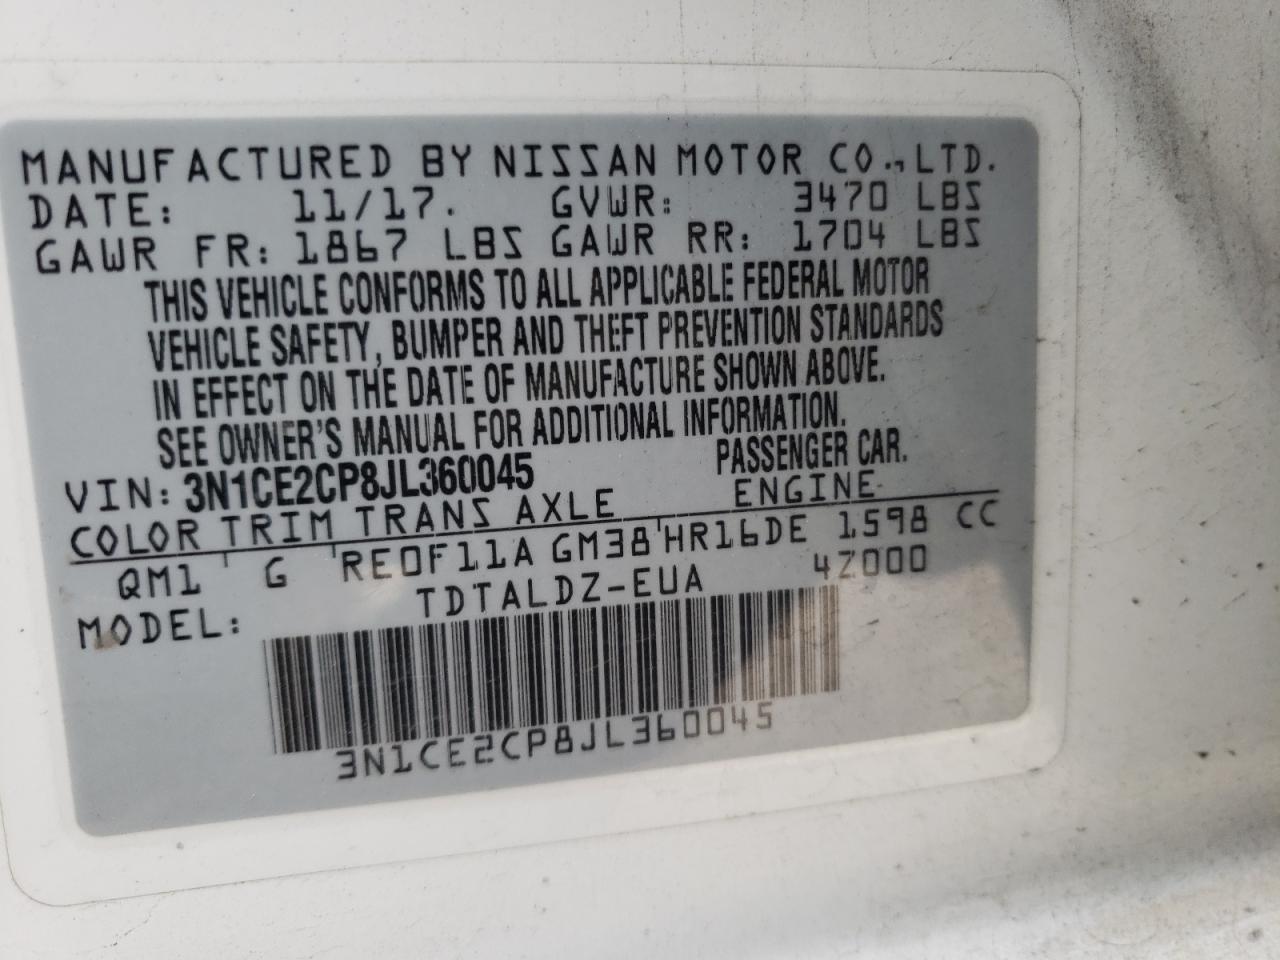 MANUFACTURED BY NISSAN MOTOR CO., LTD.
DATE: 11/17. GVWR: 3470 LBS
GAWR FR: 1867 LBS GAWR RR: 1704 LBS
THIS VEHICLE CONFORMS TO ALL APPLICABLE FEDERAL MOTOR
VEHICLE SAFETY, BUMPER AND THEFT PREVENTION STANDARDS
IN EFFECT ON THE DATE OF MANUFACTURE SHOWN ABOVE.
SEE OWNER'S MANUAL FOR ADDITIONAL INFORMATION.
VIN: 3N1CE2CP8JL360045 PASSENGER CAR.
COLOR TRIM TRANS AXLE ENGINE
QM1 G RE0F11A GM38 HR16DE 1598 CC
MODEL: TDTALDZ-EUA 4Z000
3N1CE2CP8JL360045